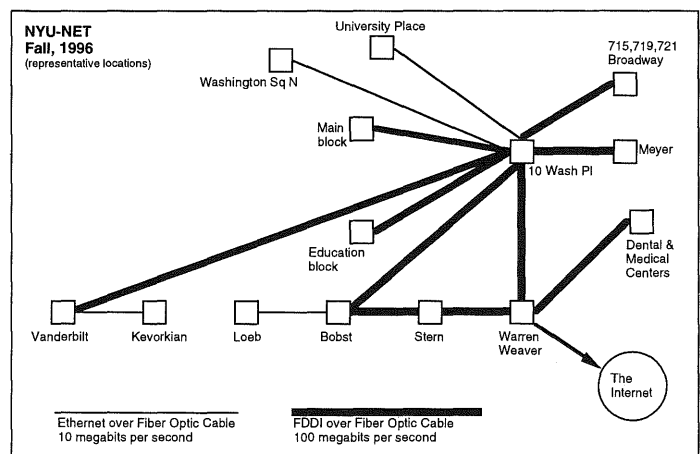 NYU-NET
Fall, 1996
(representative locations)
University Place
715,719,721
Broadway
Washington Sq N
Main
block
Meyer
10 Wash Pl
Education
block
Dental &
Medical
Centers
Vanderbilt
Kevorkian
Loeb
Bobst
Stern
Warren
Weaver
The
Internet
Ethernet over Fiber Optic Cable
10 megabits per second
FDDI over Fiber Optic Cable
100 megabits per second